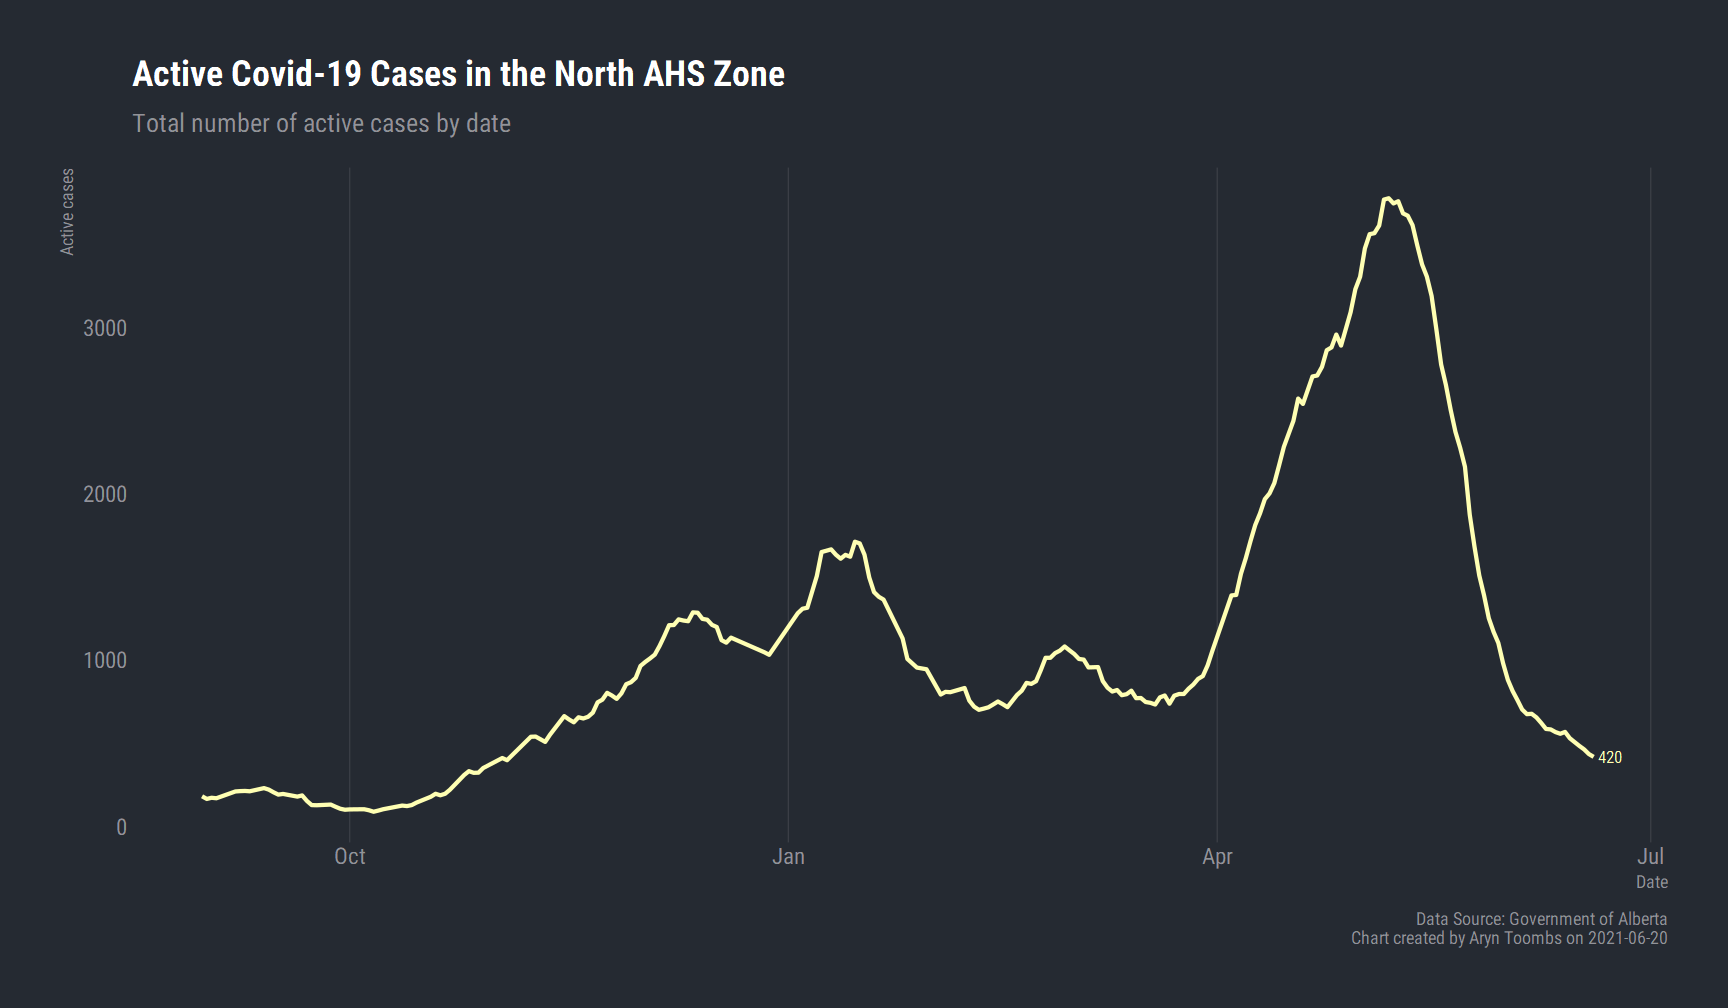 Active Covid-19 Cases in the North AHS Zone
Total number of active cases by date
Active cases
3000
2000
1000
0
420
Oct
Jan
Apr
Jul
Date
Data Source: Government of Alberta
Chart created by Aryn Toombs on 2021-06-20